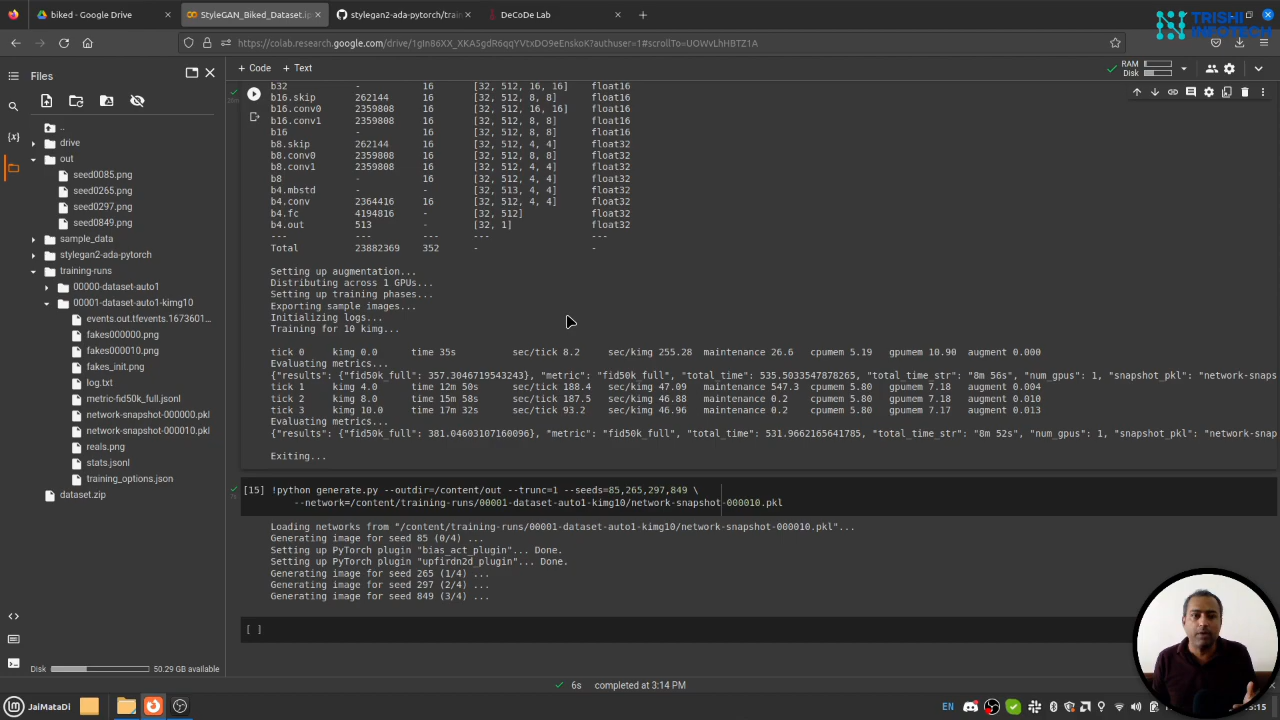 biked - Google Drive
StyleGAN_Biked_Dataset.ip
stylegan2-ada-pytorch/train
DeCoDe Lab
https://colab.research.google.com/drive/1gIn86XX_XKA5gdR6qqYVtxDO9eEnskoK?authuser=1#scrollTo=UOWvLhHBTZ1A
TRISHI
INFOTECH
Files
+ Code + Text
RAM
Disk
..
drive
out
seed0085.png
seed0265.png
seed0297.png
seed0849.png
sample_data
stylegan2-ada-pytorch
training-runs
00000-dataset-auto1
00001-dataset-auto1-kimg10
events.out.tfevents.1673601...
fakes000000.png
fakes000010.png
fakes_init.png
log.txt
metric-fid50k_full.jsonl
network-snapshot-000000.pkl
network-snapshot-000010.pkl
reals.png
stats.jsonl
training_options.json
dataset.zip
Disk 50.29 GB available
b32 - 16 [32, 512, 16, 16] float16
b16.skip 262144 16 [32, 512, 8, 8] float16
b16.conv0 2359808 16 [32, 512, 16, 16] float16
b16.conv1 2359808 16 [32, 512, 8, 8] float16
b16 - 16 [32, 512, 8, 8] float16
b8.skip 262144 16 [32, 512, 4, 4] float32
b8.conv0 2359808 16 [32, 512, 8, 8] float32
b8.conv1 2359808 16 [32, 512, 4, 4] float32
b8 - 16 [32, 512, 4, 4] float32
b4.mbstd - - [32, 513, 4, 4] float32
b4.conv 2364416 16 [32, 512, 4, 4] float32
b4.fc 4194816 - [32, 512] float32
b4.out 513 - [32, 1] float32
--- --- --- --- ---
Total 23882369 352 - -
Setting up augmentation...
Distributing across 1 GPUs...
Setting up training phases...
Exporting sample images...
Initializing logs...
Training for 10 kimg...
tick 0 kimg 0.0 time 35s sec/tick 8.2 sec/kimg 255.28 maintenance 26.6 cpumem 5.19 gpumem 10.90 augment 0.000
Evaluating metrics...
{"results": {"fid50k_full": 357.3046719543243}, "metric": "fid50k_full", "total_time": 535.5033547878265, "total_time_str": "8m 56s", "num_gpus": 1, "snapshot_pkl": "network-snaps
tick 1 kimg 4.0 time 12m 50s sec/tick 188.4 sec/kimg 47.09 maintenance 547.3 cpumem 5.80 gpumem 7.18 augment 0.004
tick 2 kimg 8.0 time 15m 58s sec/tick 187.5 sec/kimg 46.88 maintenance 0.2 cpumem 5.80 gpumem 7.18 augment 0.010
tick 3 kimg 10.0 time 17m 32s sec/tick 93.2 sec/kimg 46.96 maintenance 0.2 cpumem 5.80 gpumem 7.17 augment 0.013
Evaluating metrics...
{"results": {"fid50k_full": 381.04603107160096}, "metric": "fid50k_full", "total_time": 531.9662165641785, "total_time_str": "8m 52s", "num_gpus": 1, "snapshot_pkl": "network-snap
Exiting...
[15] !python generate.py --outdir=/content/out --trunc=1 --seeds=85,265,297,849 \
--network=/content/training-runs/00001-dataset-auto1-kimg10/network-snapshot-000010.pkl
Loading networks from "/content/training-runs/00001-dataset-auto1-kimg10/network-snapshot-000010.pkl"...
Generating image for seed 85 (0/4) ...
Setting up PyTorch plugin "bias_act_plugin"... Done.
Setting up PyTorch plugin "upfirdn2d_plugin"... Done.
Generating image for seed 265 (1/4) ...
Generating image for seed 297 (2/4) ...
Generating image for seed 849 (3/4) ...
[ ]
6s completed at 3:14 PM
JaiMataDi
EN